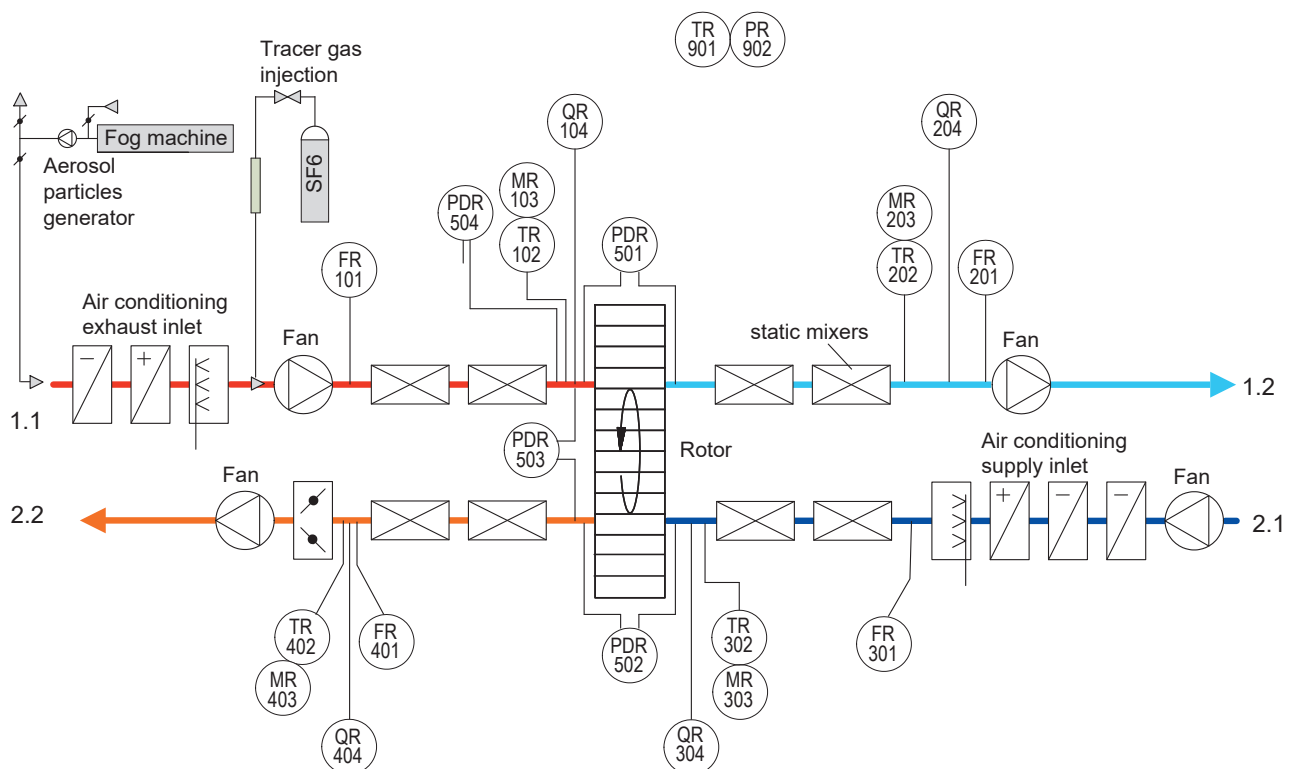 TR
901
PR
902
Tracer gas
injection
Fog machine
Aerosol
particles
generator
SF6
QR
104
QR
204
PDR
504
MR
103
TR
102
PDR
501
MR
203
TR
202
FR
201
FR
101
Air conditioning
exhaust inlet
Fan
static mixers
Fan
1.1
1.2
PDR
503
Rotor
Air conditioning
supply inlet
Fan
Fan
2.2
2.1
TR
402
MR
403
FR
401
QR
404
PDR
502
TR
302
MR
303
QR
304
FR
301